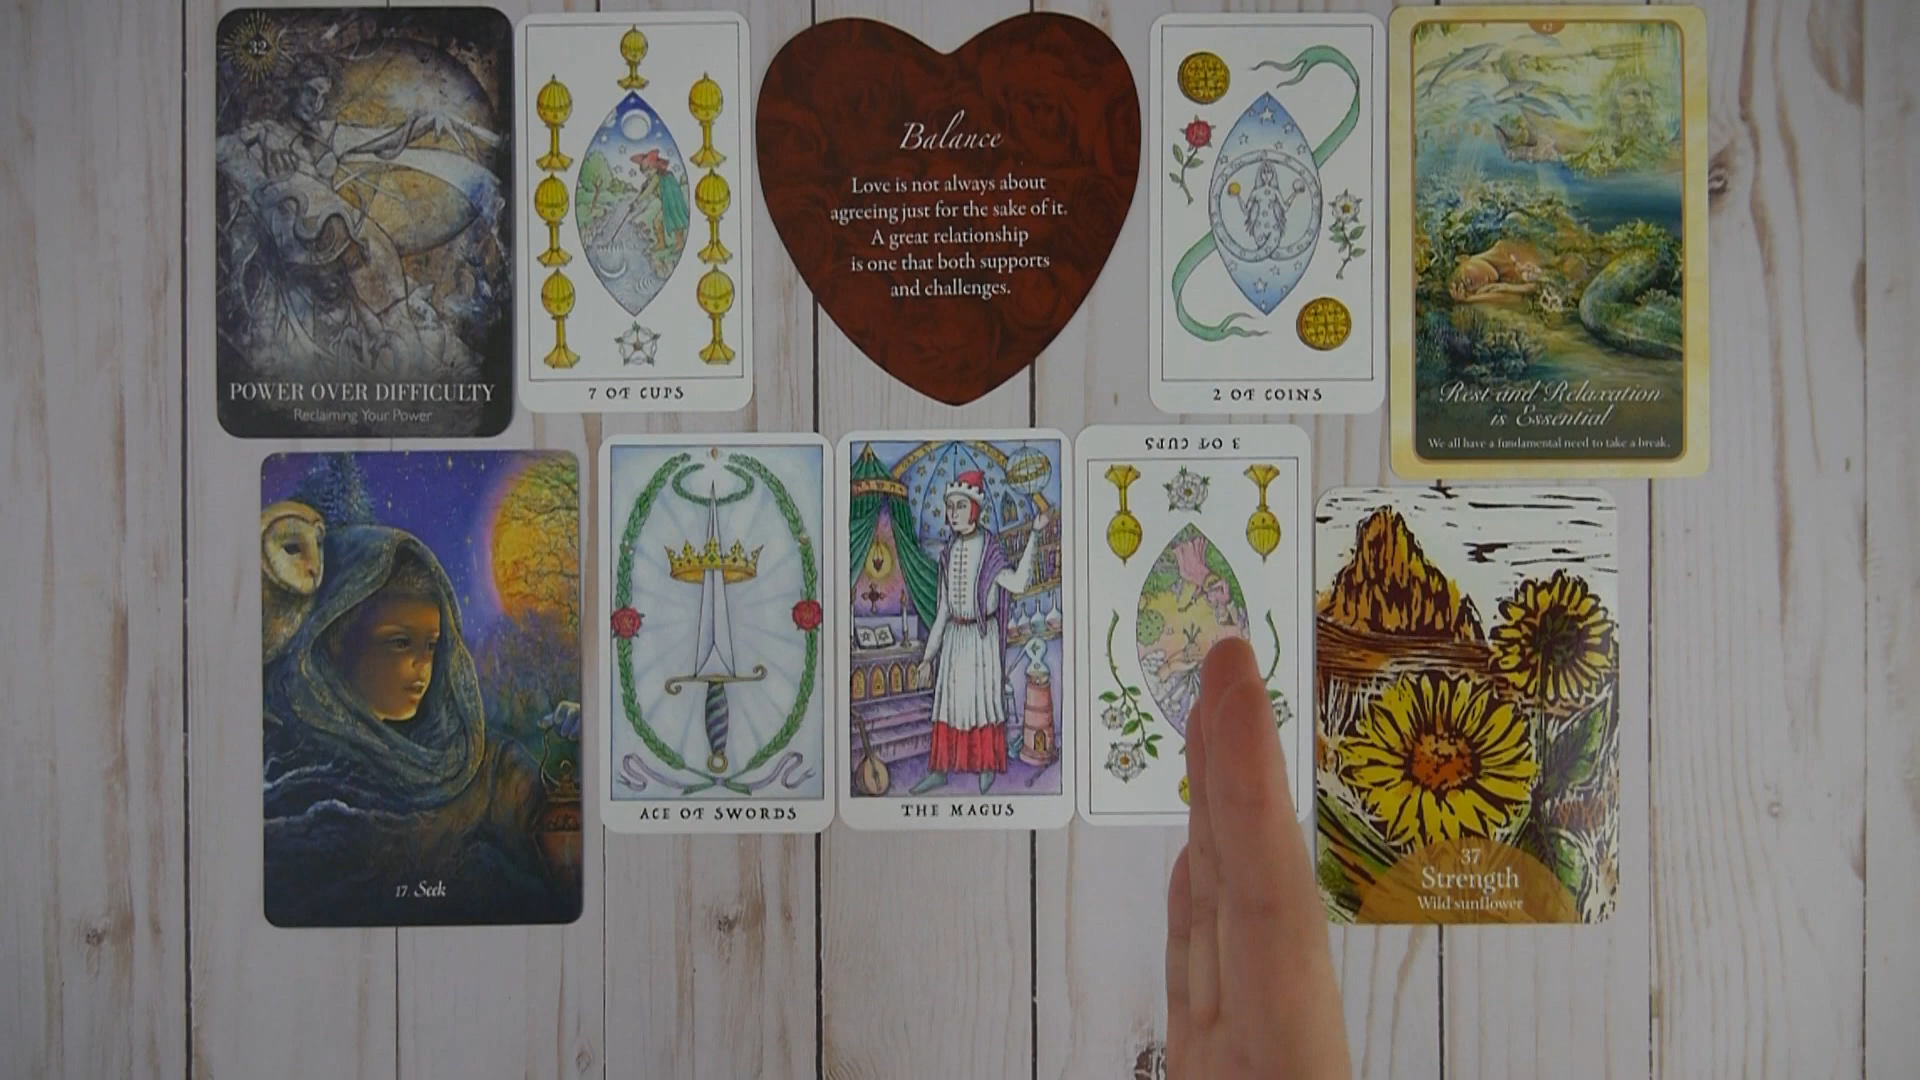 32
POWER OVER DIFFICULTY
Reclaiming Your Power
7 OF CUPS
Balance
Love is not always about
agreeing just for the sake of it.
A great relationship
is one that both supports
and challenges.
2 OF COINS
Rest and Relaxation
is Essential
We all have a fundamental need to take a break.
17. Seek
ACE OF SWORDS
THE MAGUS
3 OF CUPS
37
Strength
Wild sunflower